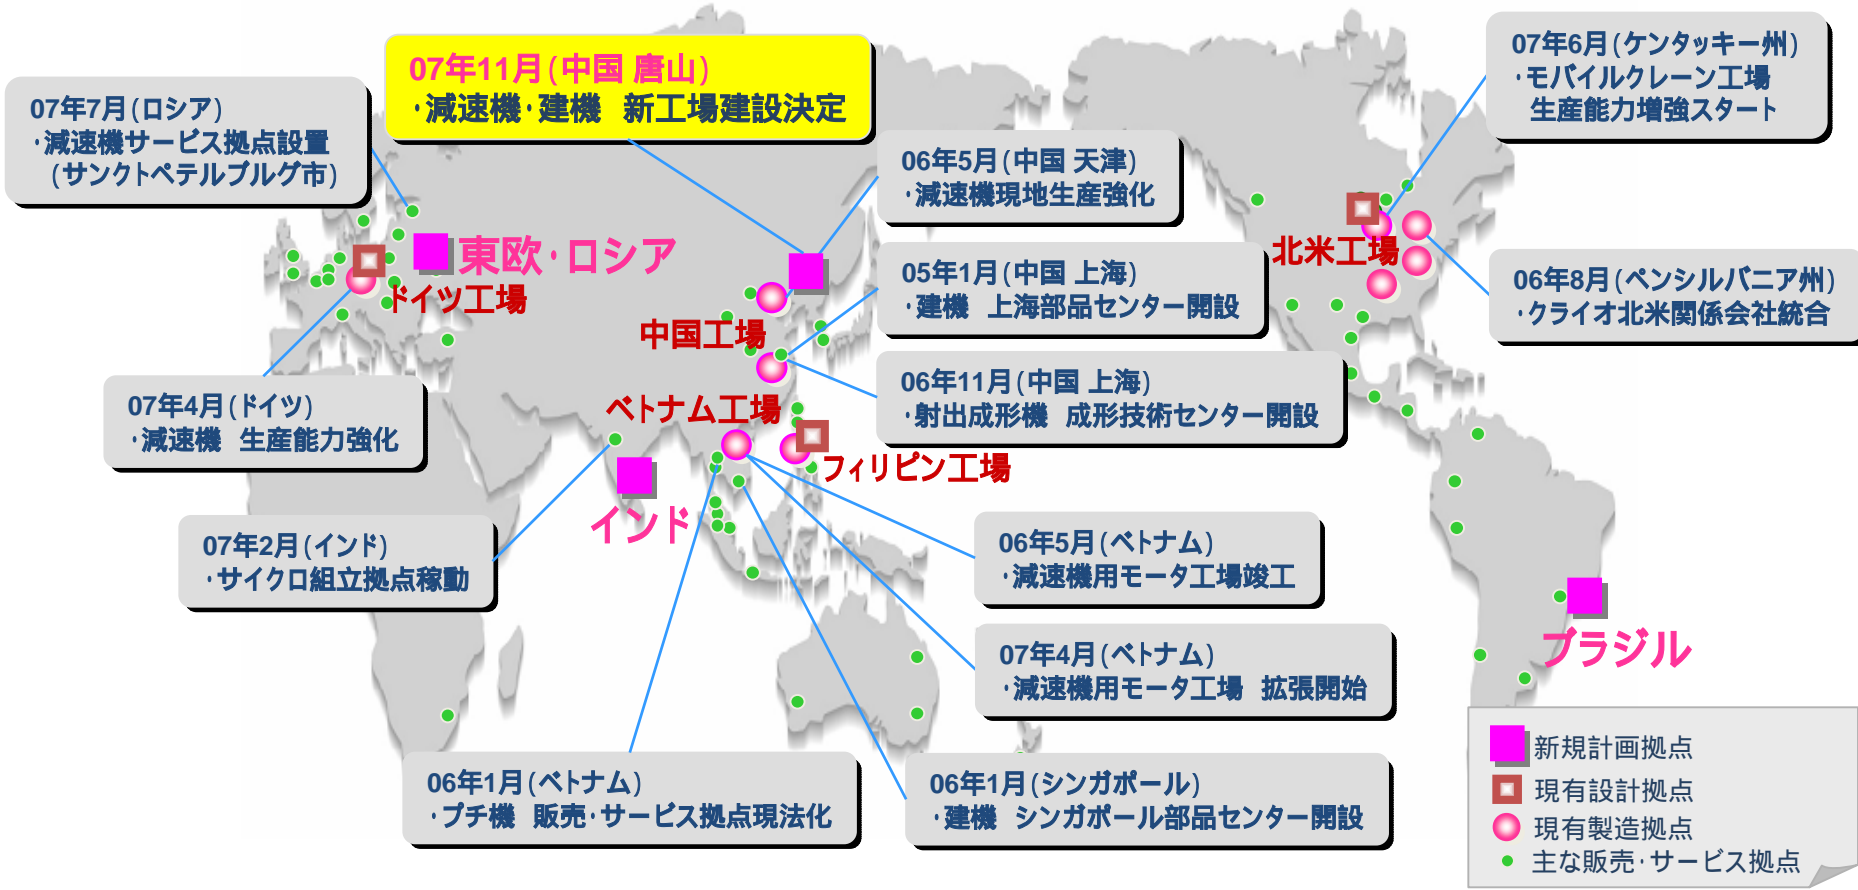 07年11月(中国 唐山)
・減速機・建機　新工場建設決定
07年7月(ロシア)
・減速機サービス拠点設置
(サンクトペテルブルグ市)
07年6月(ケンタッキー州)
・モバイルクレーン工場
生産能力増強スタート
06年5月(中国 天津)
・減速機現地生産強化
東欧・ロシア
ドイツ工場
北米工場
05年1月(中国 上海)
・建機　上海部品センター開設
06年8月(ペンシルバニア州)
・クライオ北米関係会社統合
中国工場
06年11月(中国 上海)
・射出成形機　成形技術センター開設
07年4月(ドイツ)
・減速機　生産能力強化
ベトナム工場
フィリピン工場
インド
07年2月(インド)
・サイクロ組立拠点稼動
06年5月(ベトナム)
・減速機用モータ工場竣工
07年4月(ベトナム)
・減速機用モータ工場　拡張開始
ブラジル
06年1月(ベトナム)
・プチ機　販売・サービス拠点現法化
06年1月(シンガポール)
・建機　シンガポール部品センター開設
新規計画拠点
現有設計拠点
現有製造拠点
主な販売・サービス拠点